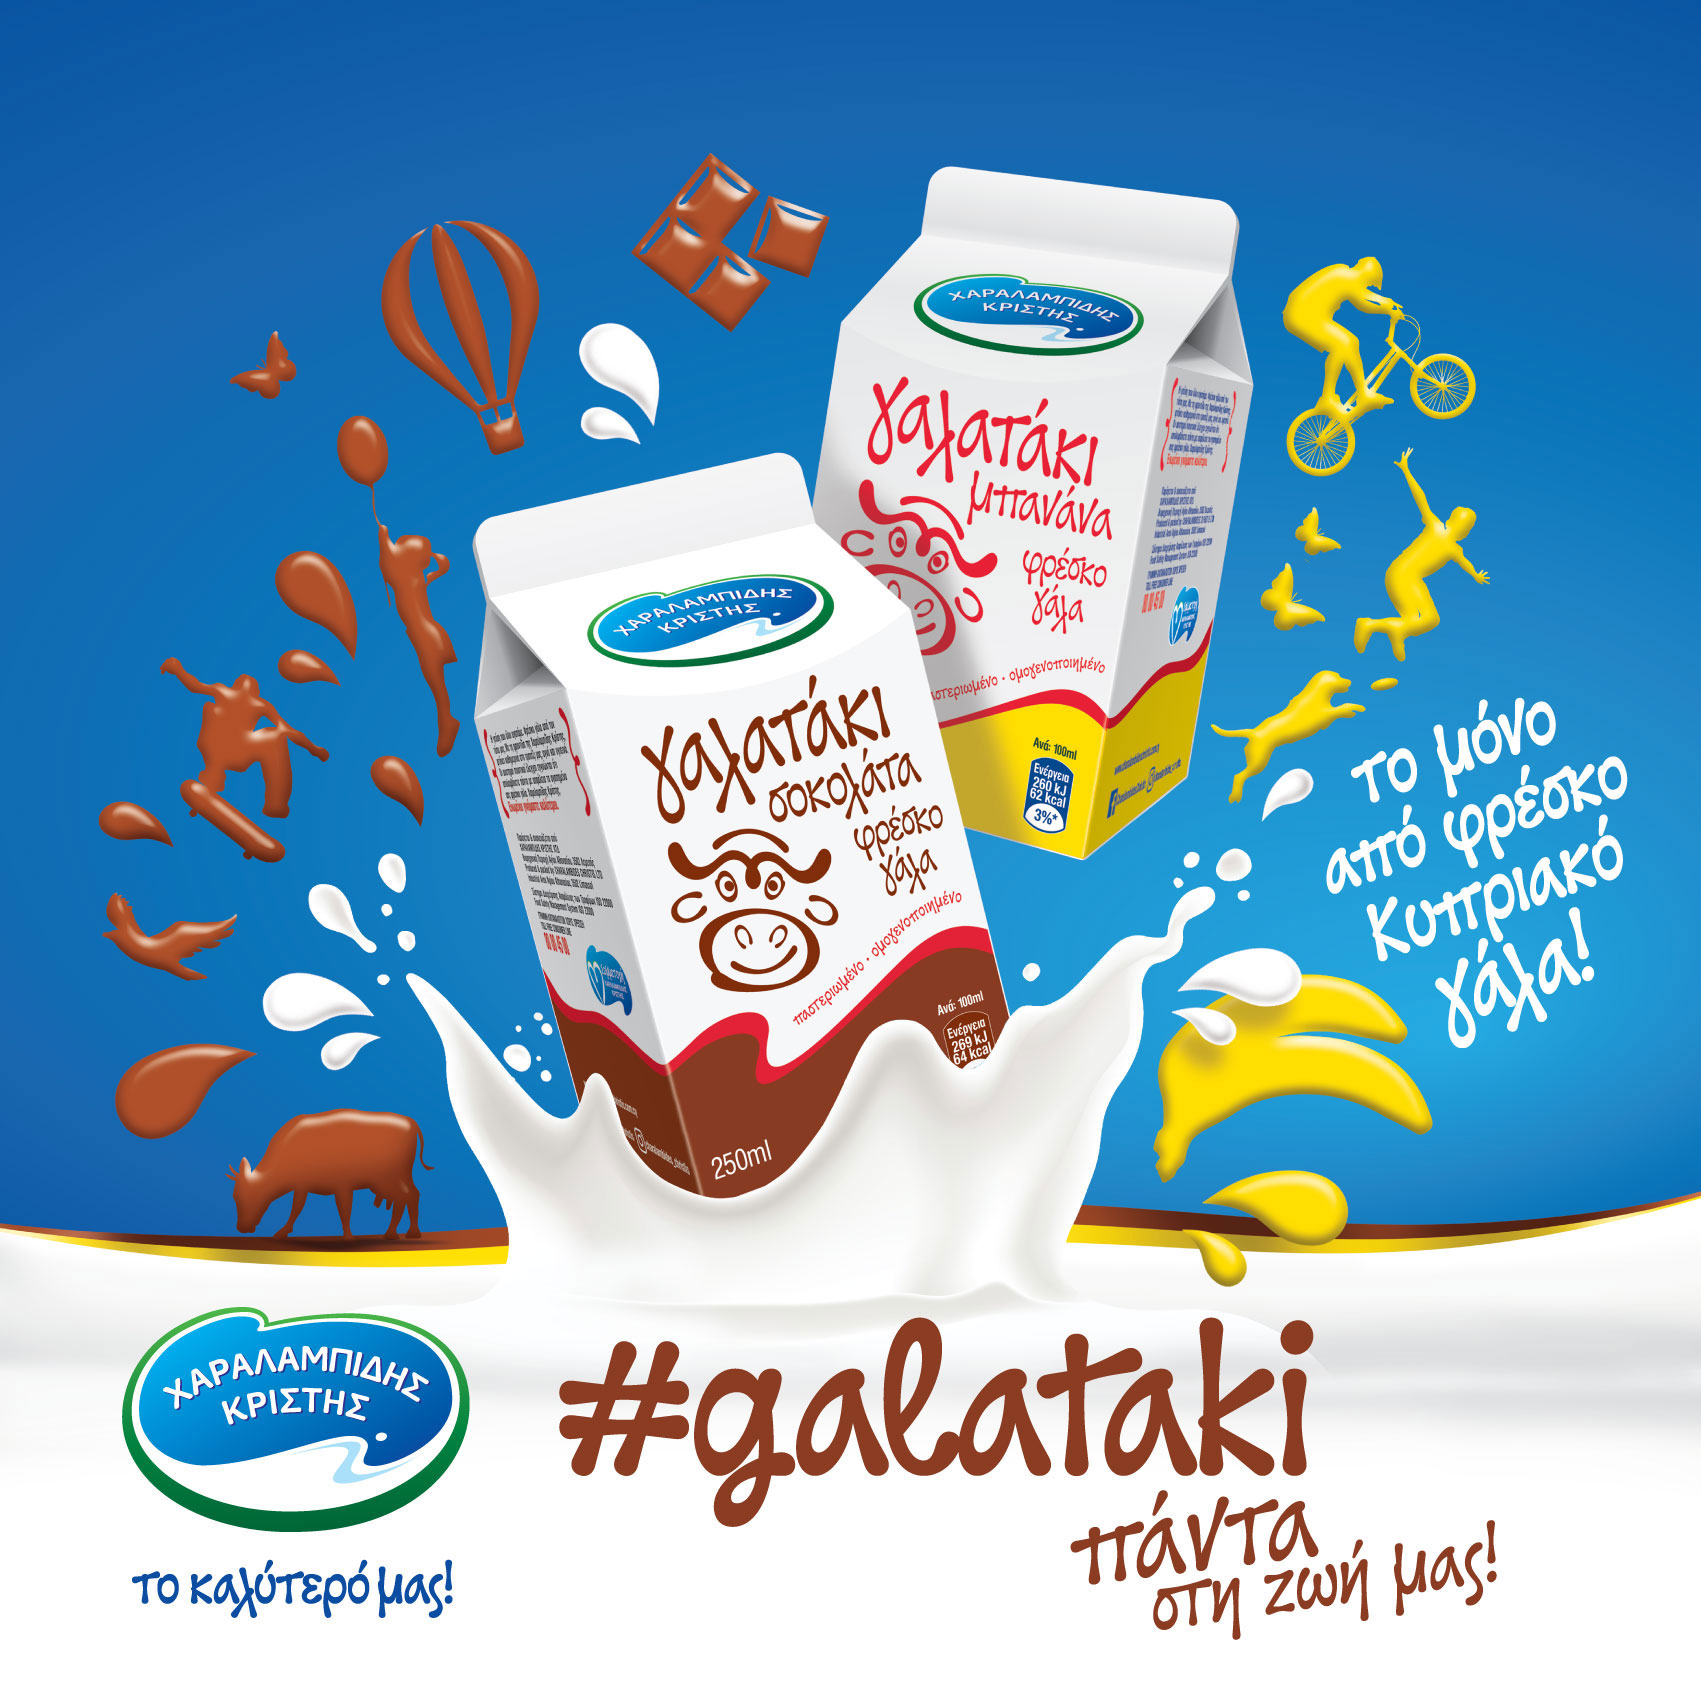 ΧΑΡΑΛΑΜΠΙΔΗΣ
ΚΡΙΣΤΗΣ
γαλατάκι
μπανάνα
φρέσκο
γάλα
ομογενοποιημένο
Ανά: 100ml
Ενέργεια
260 kJ
62 kcal
3%*
ΧΑΡΑΛΑΜΠΙΔΗΣ
ΚΡΙΣΤΗΣ
γαλατάκι
σοκολάτα
φρέσκο
γάλα
παστεριωμένο · ομογενοποιημένο
Ανά: 100ml
Ενέργεια
269 kJ
64 kcal
250ml
το μόνο
από φρέσκο
Κυπριακό
γάλα!
ΧΑΡΑΛΑΜΠΙΔΗΣ
ΚΡΙΣΤΗΣ
το καλύτερό μας!
#galataki
πάντα
στη ζωή μας!